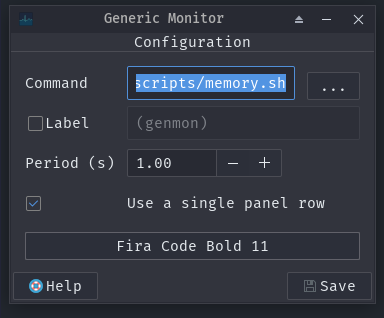 Generic Monitor
Configuration
Command scripts/memory.sh ...
Label (genmon)
Period (s) 1.00 − +
Use a single panel row
Fira Code Bold 11
Help Save